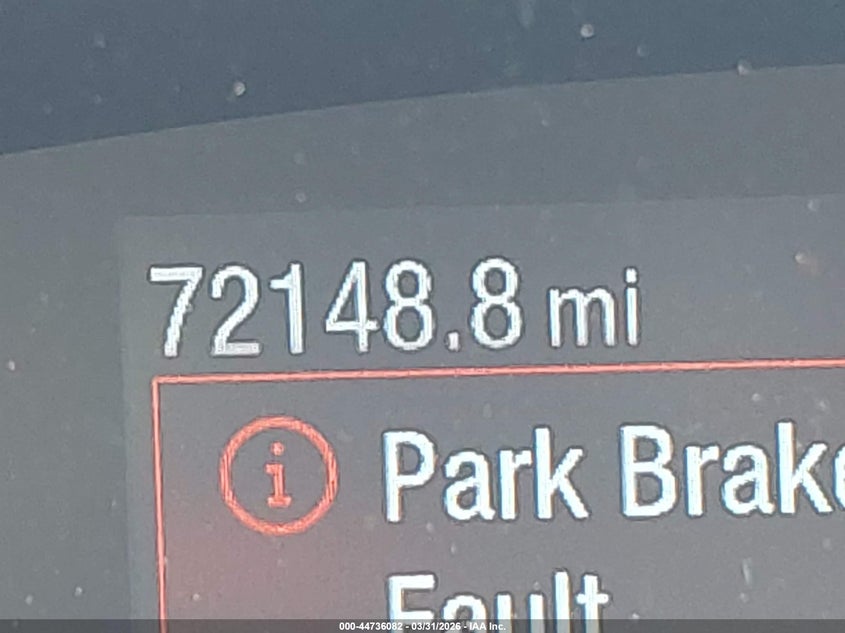 72148.8 mi
i
Park Brake
Fault
000-44736082 - 03/31/2026 - IAA Inc.